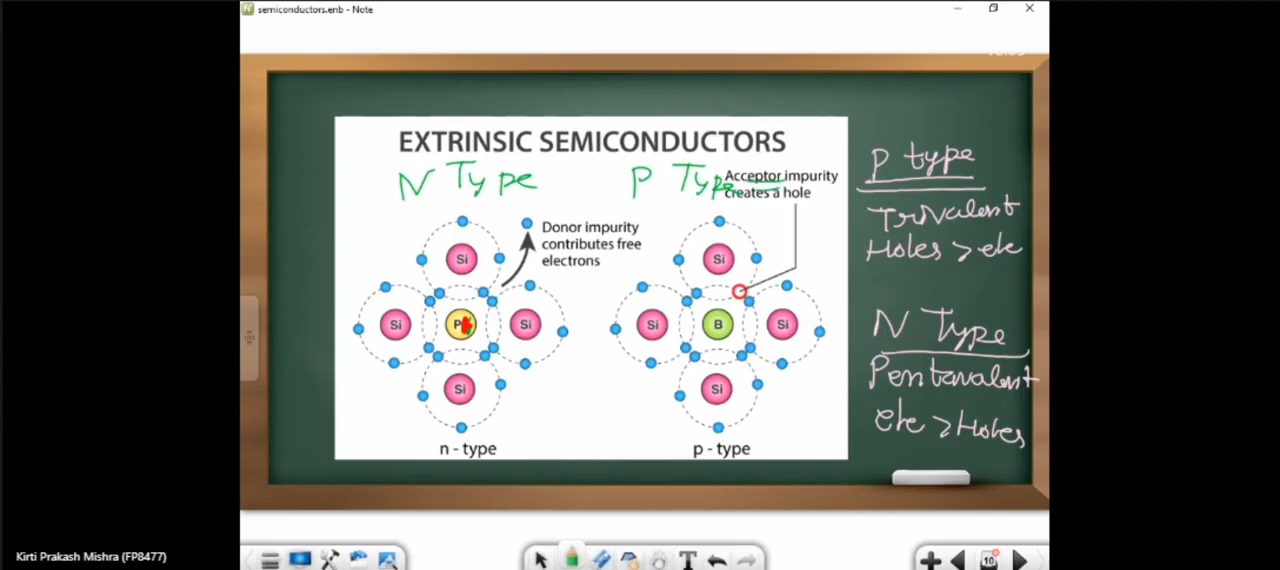 semiconductors.enb - Note
EXTRINSIC SEMICONDUCTORS
N Type
P Type
Acceptor impurity
creates a hole
Donor impurity
contributes free
electrons
Si
Si
Si
P
Si
Si
B
Si
Si
Si
n - type
p - type
P type
Trivalent
Holes > ele
N Type
Pentavalent
ele > Holes
Kirti Prakash Mishra (FP8477)
T
10